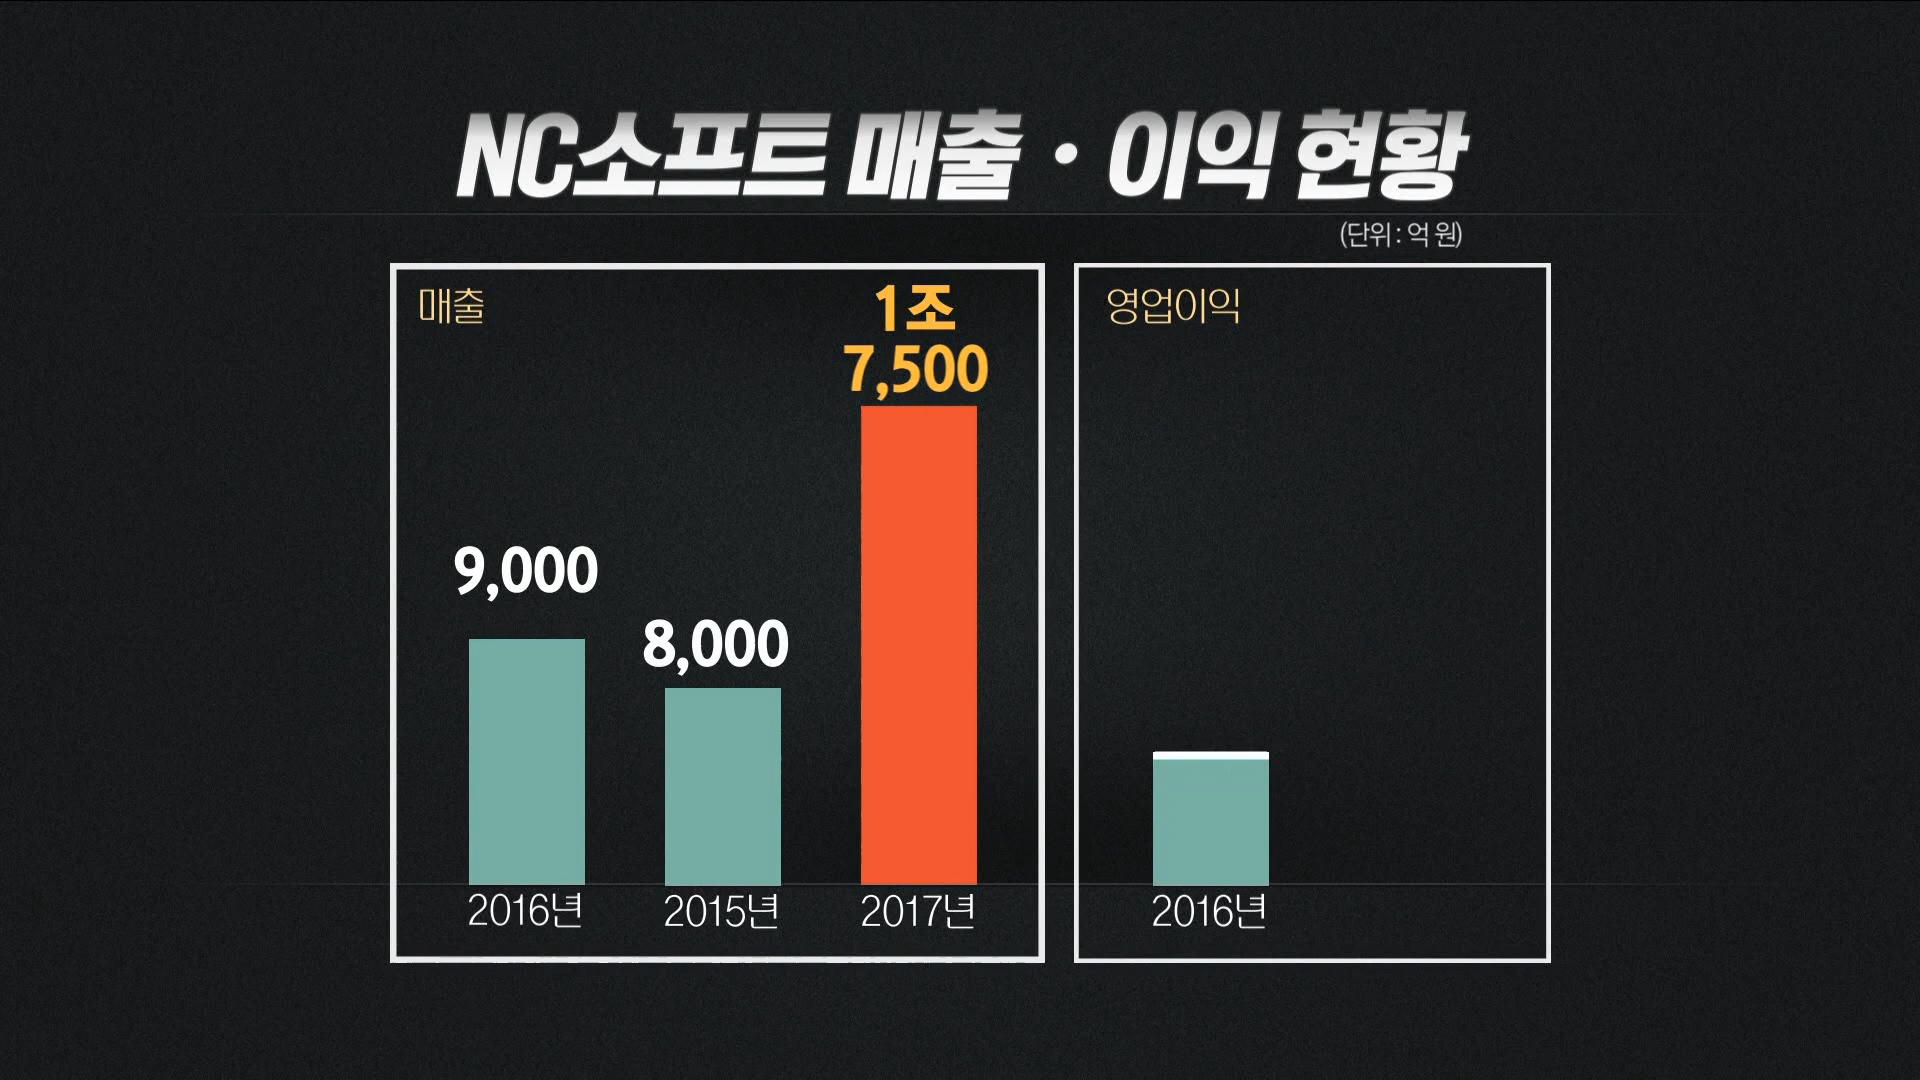 NC소프트 매출·이익 현황
(단위 : 억 원)
매출
1조
7,500
9,000
8,000
2016년
2015년
2017년
영업이익
2016년